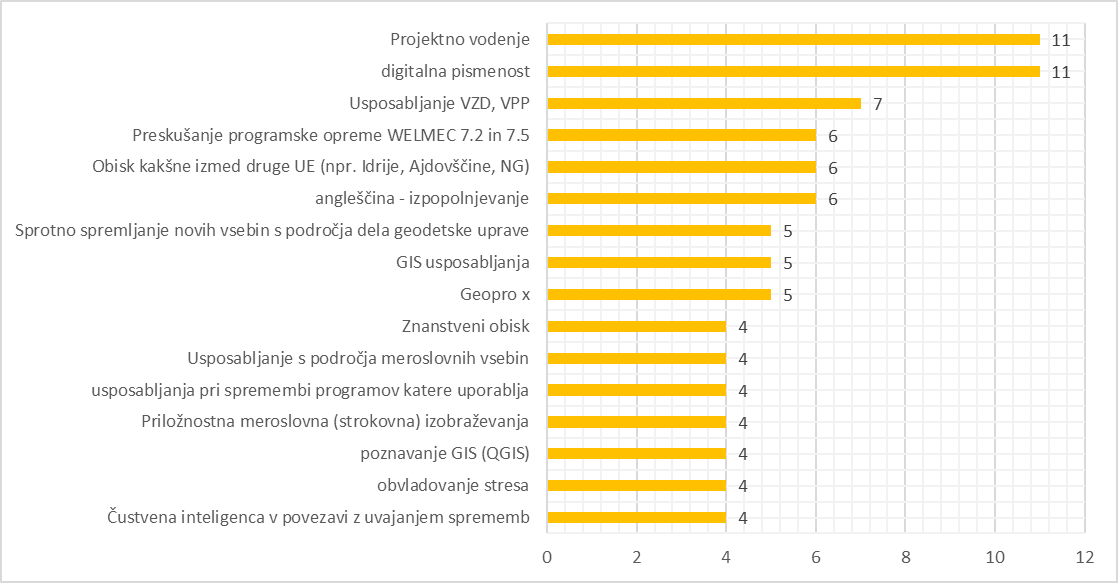 Projektno vodenje 11
digitalna pismenost 11
Usposabljanje VZD, VPP 7
Preskušanje programske opreme WELMEC 7.2 in 7.5 6
Obisk kakšne izmed druge UE (npr. Idrije, Ajdovščine, NG) 6
angleščina - izpopolnjevanje 6
Sprotno spremljanje novih vsebin s področja dela geodetske uprave 5
GIS usposabljanja 5
Geopro x 5
Znanstveni obisk 4
Usposabljanje s področja meroslovnih vsebin 4
usposabljanja pri spremembi programov katere uporablja 4
Priložnostna meroslovna (strokovna) izobraževanja 4
poznavanje GIS (QGIS) 4
obvladovanje stresa 4
Čustvena inteligenca v povezavi z uvajanjem sprememb 4
0 2 4 6 8 10 12